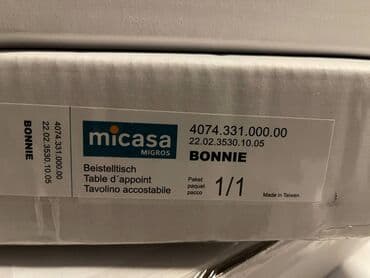 BONNIE
4074.331.000.00
22.02.3530.10.05
micasa
MIGROS
Beistelltisch
Table d´appoint
Tavolino accostabile
4074.331.000.00
22.02.3530.10.05
BONNIE
Paket
paquet
pacco
1/1
Made in Taiwan